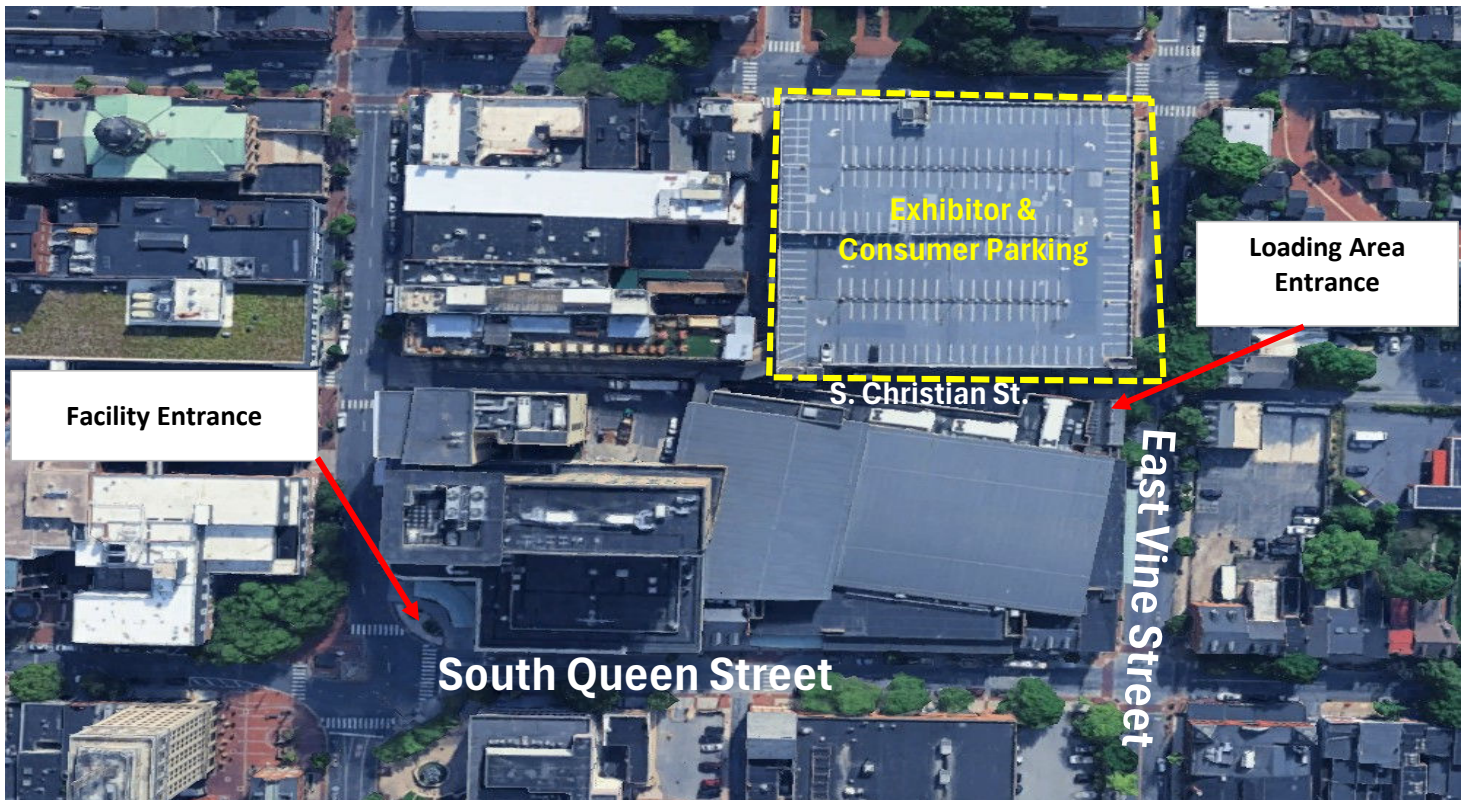 Exhibitor &
Consumer Parking
Loading Area
Entrance
S. Christian St.
Facility Entrance
East Vine Street
South Queen Street